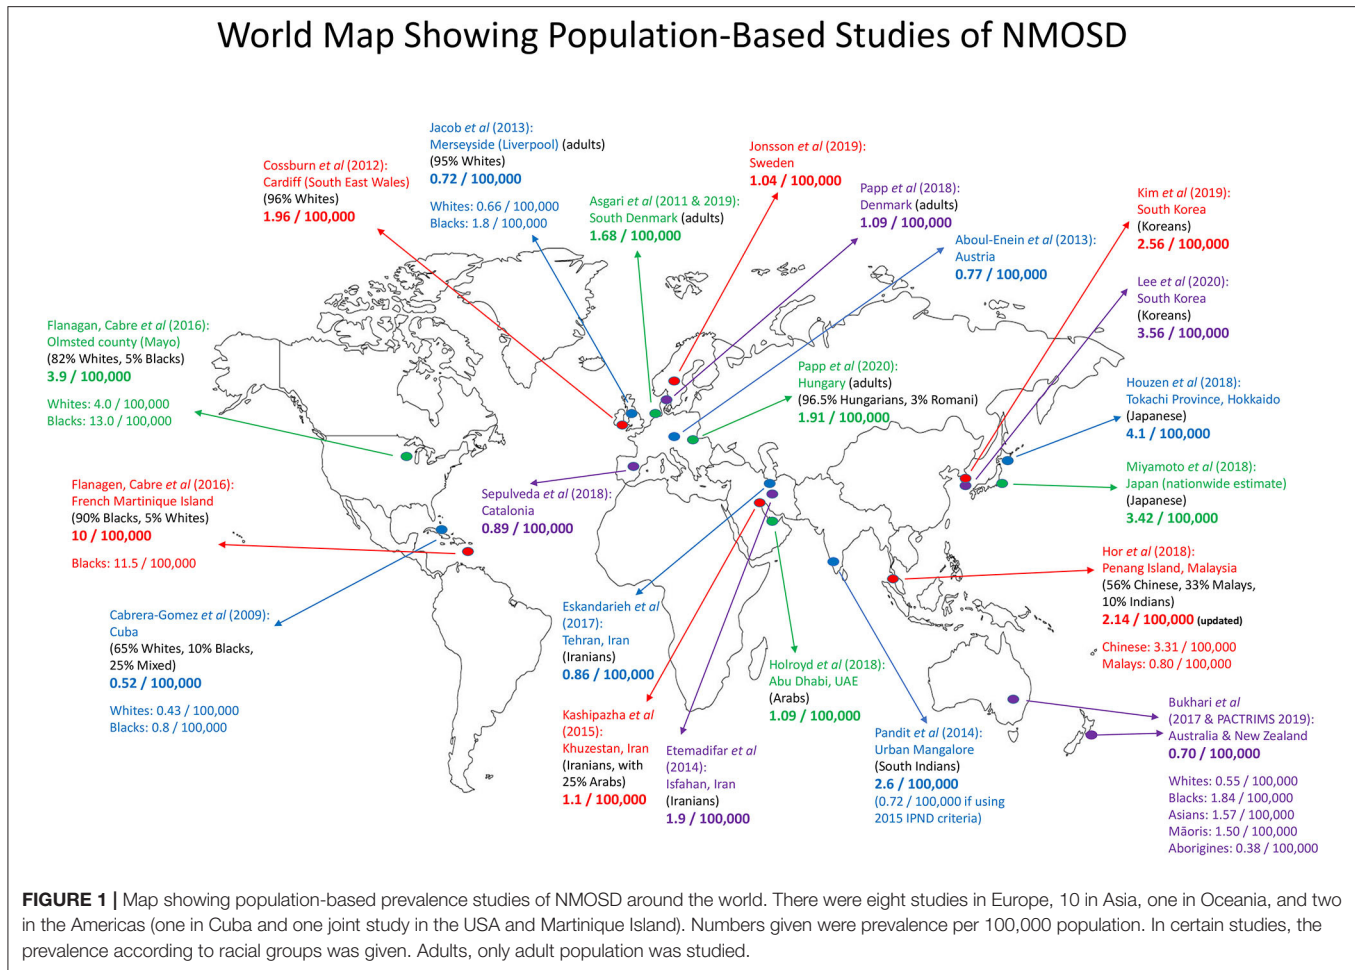 World Map Showing Population-Based Studies of NMOSD
Jacob et al (2013):
Merseyside (Liverpool) (adults)
(95% Whites)
0.72 / 100,000
Whites: 0.66 / 100,000
Blacks: 1.8 / 100,000
Cossburn et al (2012):
Cardiff (South East Wales)
(96% Whites)
1.96 / 100,000
Asgari et al (2011 & 2019):
South Denmark (adults)
1.68 / 100,000
Jonsson et al (2019):
Sweden
1.04 / 100,000
Papp et al (2018):
Denmark (adults)
1.09 / 100,000
Aboul-Enein et al (2013):
Austria
0.77 / 100,000
Kim et al (2019):
South Korea
(Koreans)
2.56 / 100,000
Lee et al (2020):
South Korea
(Koreans)
3.56 / 100,000
Flanagan, Cabre et al (2016):
Olmsted county (Mayo)
(82% Whites, 5% Blacks)
3.9 / 100,000
Whites: 4.0 / 100,000
Blacks: 13.0 / 100,000
Papp et al (2020):
Hungary (adults)
(96.5% Hungarians, 3% Romani)
1.91 / 100,000
Houzen et al (2018):
Tokachi Province, Hokkaido
(Japanese)
4.1 / 100,000
Miyamoto et al (2018):
Japan (nationwide estimate)
(Japanese)
3.42 / 100,000
Flanagen, Cabre et al (2016):
French Martinique Island
(90% Blacks, 5% Whites)
10 / 100,000
Blacks: 11.5 / 100,000
Sepulveda et al (2018):
Catalonia
0.89 / 100,000
Hor et al (2018):
Penang Island, Malaysia
(56% Chinese, 33% Malays,
10% Indians)
2.14 / 100,000 (updated)
Chinese: 3.31 / 100,000
Malays: 0.80 / 100,000
Cabrera-Gomez et al (2009):
Cuba
(65% Whites, 10% Blacks,
25% Mixed)
0.52 / 100,000
Whites: 0.43 / 100,000
Blacks: 0.8 / 100,000
Eskandarieh et al
(2017):
Tehran, Iran
(Iranians)
0.86 / 100,000
Holroyd et al (2018):
Abu Dhabi, UAE
(Arabs)
1.09 / 100,000
Kashipazha et al
(2015):
Khuzestan, Iran
(Iranians, with
25% Arabs)
1.1 / 100,000
Etemadifar et al
(2014):
Isfahan, Iran
(Iranians)
1.9 / 100,000
Pandit et al (2014):
Urban Mangalore
(South Indians)
2.6 / 100,000
(0.72 / 100,000 if using
2015 IPND criteria)
Bukhari et al
(2017 & PACTRIMS 2019):
Australia & New Zealand
0.70 / 100,000
Whites: 0.55 / 100,000
Blacks: 1.84 / 100,000
Asians: 1.57 / 100,000
Māoris: 1.50 / 100,000
Aborigines: 0.38 / 100,000
FIGURE 1 | Map showing population-based prevalence studies of NMOSD around the world. There were eight studies in Europe, 10 in Asia, one in Oceania, and two
in the Americas (one in Cuba and one joint study in the USA and Martinique Island). Numbers given were prevalence per 100,000 population. In certain studies, the
prevalence according to racial groups was given. Adults, only adult population was studied.